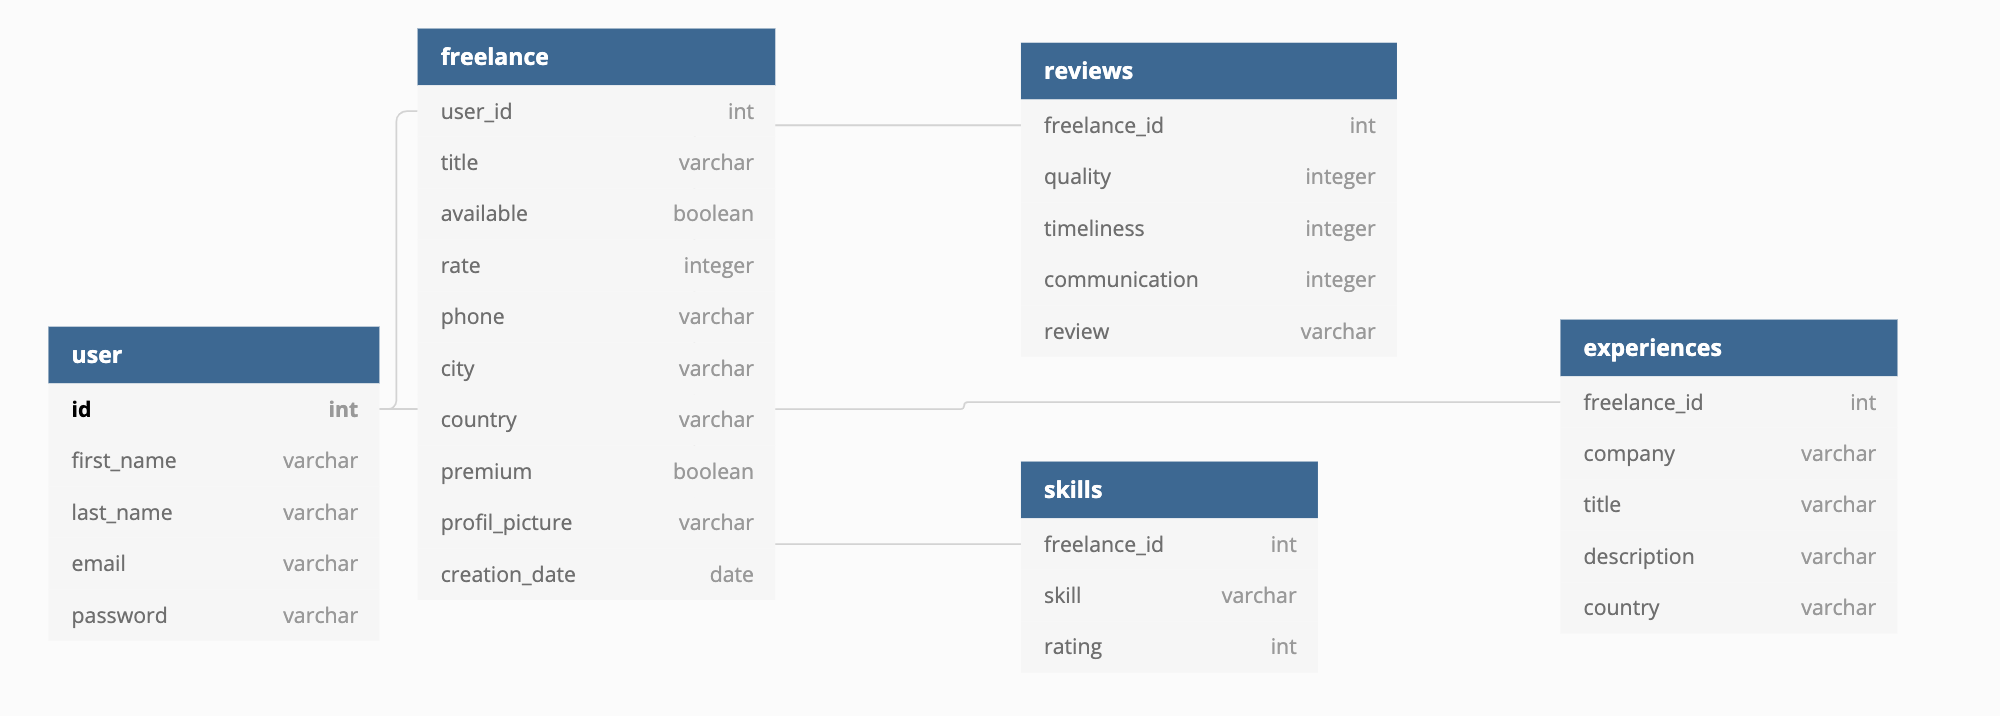 freelance
user_id int
title varchar
available boolean
rate integer
phone varchar
city varchar
country varchar
premium boolean
profil_picture varchar
creation_date date
reviews
freelance_id int
quality integer
timeliness integer
communication integer
review varchar
user
id int
first_name varchar
last_name varchar
email varchar
password varchar
skills
freelance_id int
skill varchar
rating int
experiences
freelance_id int
company varchar
title varchar
description varchar
country varchar